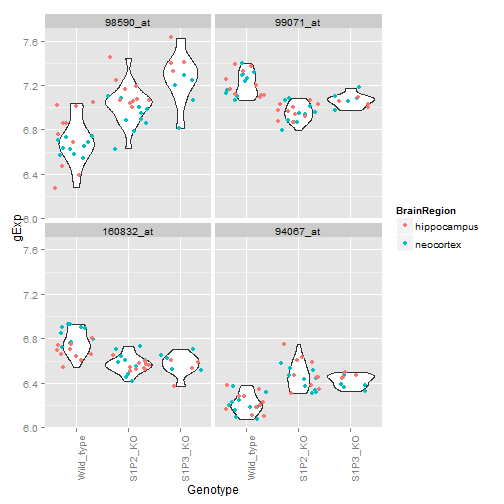 98590_at
99071_at
7.6
7.2
6.8
6.4
6.0
gExp
160832_at
94067_at
7.6
7.2
6.8
6.4
6.0
Wild_type
S1P2_KO
S1P3_KO
Wild_type
S1P2_KO
S1P3_KO
Genotype
BrainRegion
hippocampus
neocortex